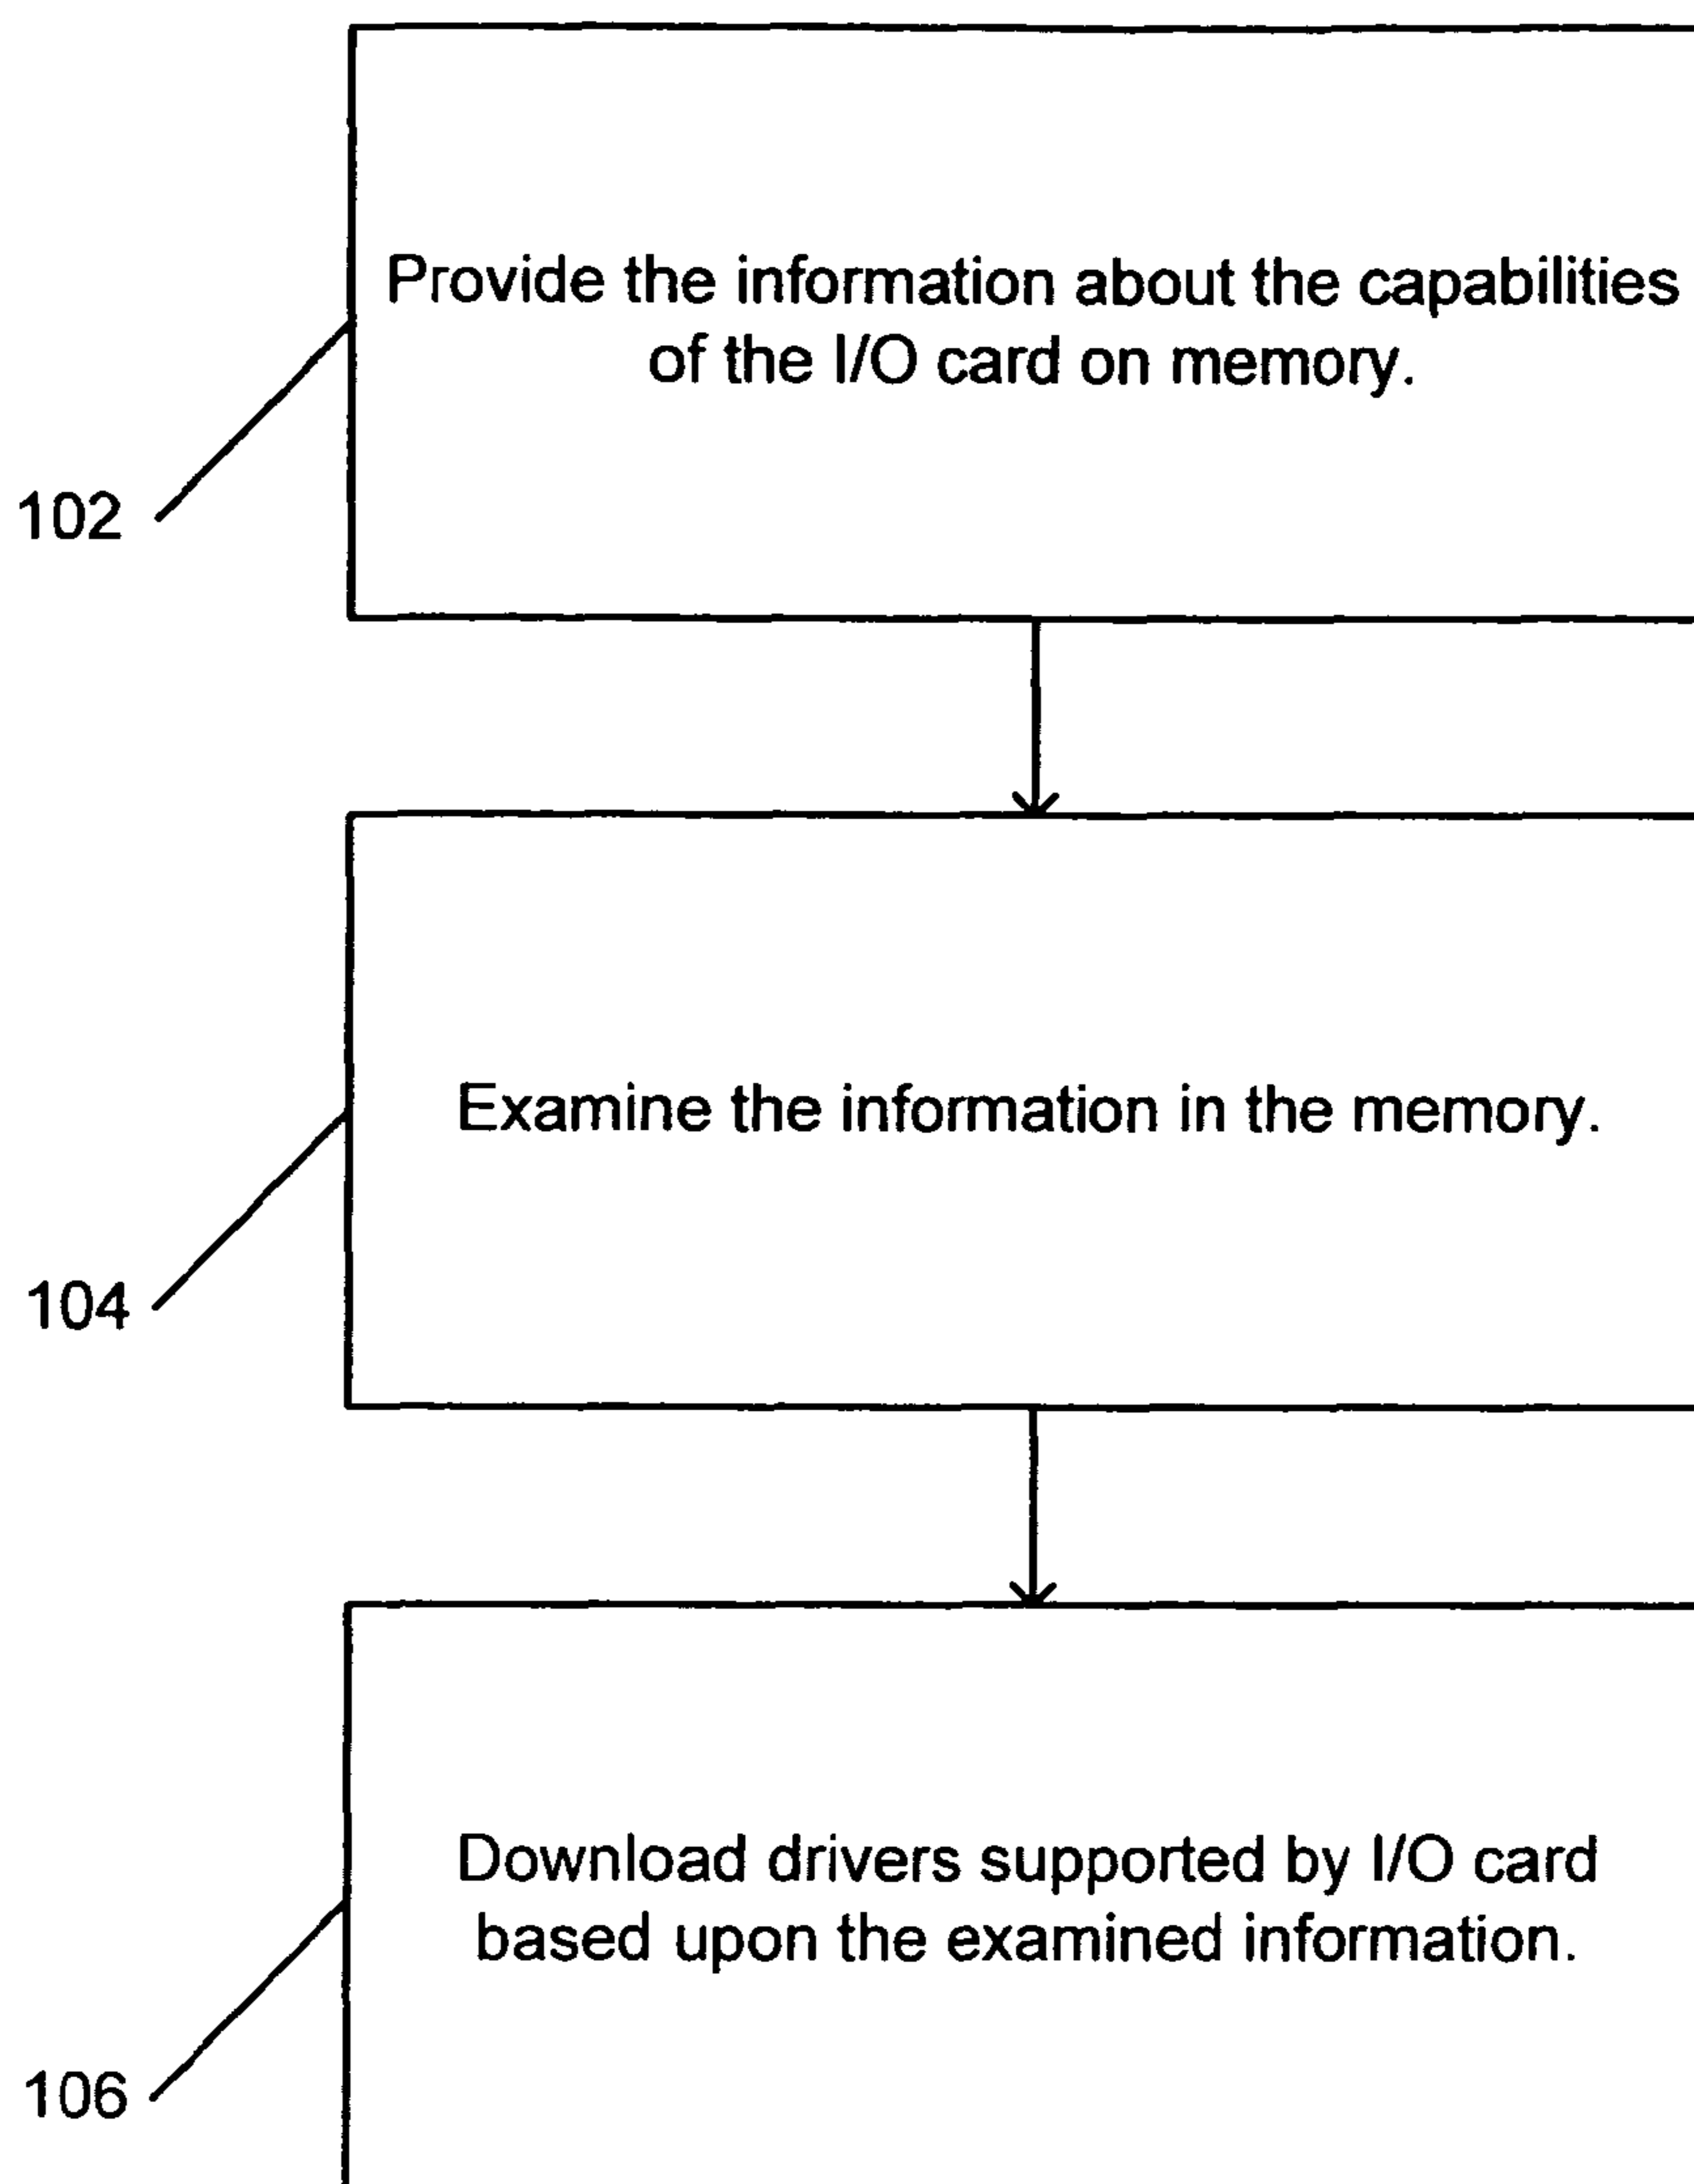 Provide the information about the capabilities
of the I/O card on memory.
102
Examine the information in the memory.
104
Download drivers supported by I/O card
based upon the examined information.
106